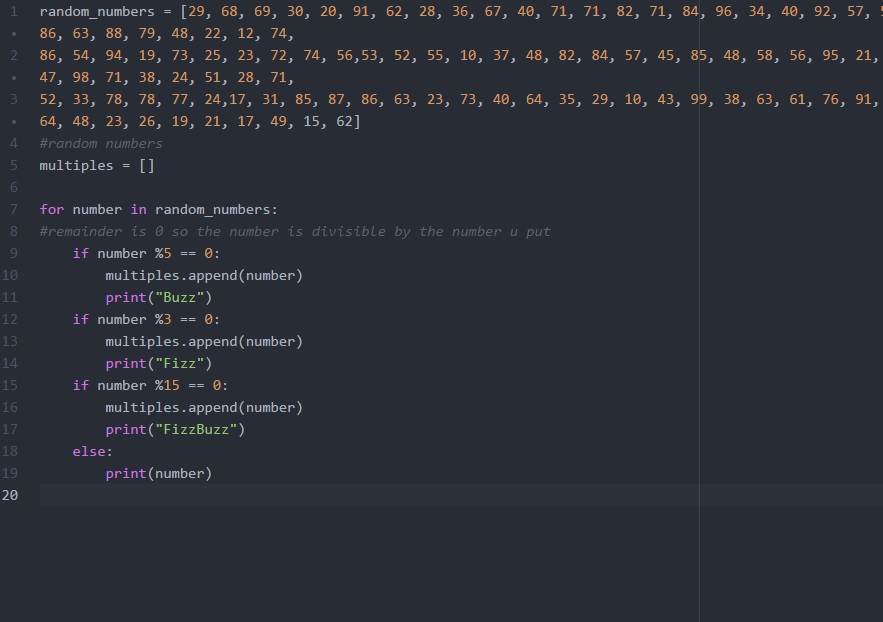 1 random_numbers = [29, 68, 69, 30, 20, 91, 62, 28, 36, 67, 40, 71, 71, 82, 71, 84, 96, 34, 40, 92, 57,
• 86, 63, 88, 79, 48, 22, 12, 74,
2 86, 54, 94, 19, 73, 25, 23, 72, 74, 56,53, 52, 55, 10, 37, 48, 82, 84, 57, 45, 85, 48, 58, 56, 95, 21,
• 47, 98, 71, 38, 24, 51, 28, 71,
3 52, 33, 78, 78, 77, 24,17, 31, 85, 87, 86, 63, 23, 73, 40, 64, 35, 29, 10, 43, 99, 38, 63, 61, 76, 91,
• 64, 48, 23, 26, 19, 21, 17, 49, 15, 62]
4 #random numbers
5 multiples = []
6
7 for number in random_numbers:
8 #remainder is 0 so the number is divisible by the number u put
9     if number %5 == 0:
10         multiples.append(number)
11         print("Buzz")
12     if number %3 == 0:
13         multiples.append(number)
14         print("Fizz")
15     if number %15 == 0:
16         multiples.append(number)
17         print("FizzBuzz")
18     else:
19         print(number)
20